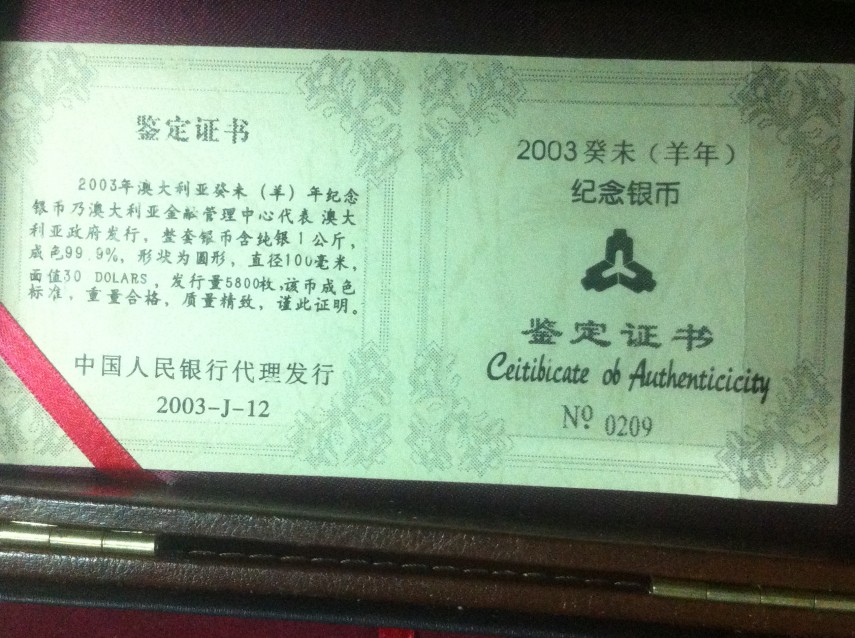 鉴定证书
2003年澳大利亚癸未（羊）年纪念
银币乃澳大利亚金融管理中心代表 澳大
利亚政府发行，整套银币含纯银1公斤，
成色99.9%，形状为圆形，直径100毫米，
面值30 DOLARS，发行量5800枚，该币成色
标准，重量合格，质量精致，谨此证明。
中国人民银行代理发行
2003-J-12
2003 癸未（羊年）
纪念银币
鉴定证书
Ceitibicate ob Authenticicity
Nº 0209